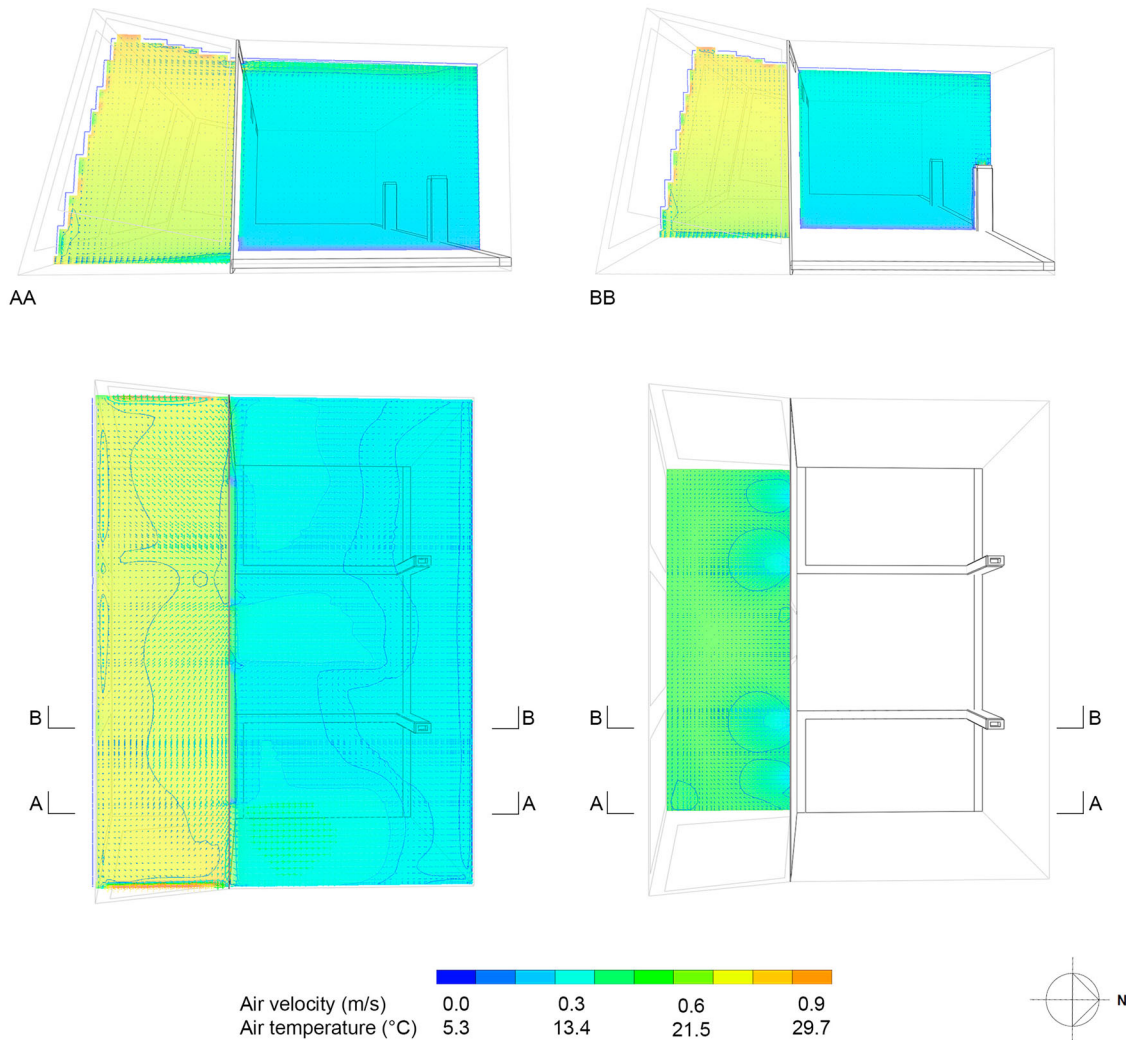 AA
BB
B B B B
A A A A
Air velocity (m/s) 0.0 0.3 0.6 0.9
Air temperature (°C) 5.3 13.4 21.5 29.7
N